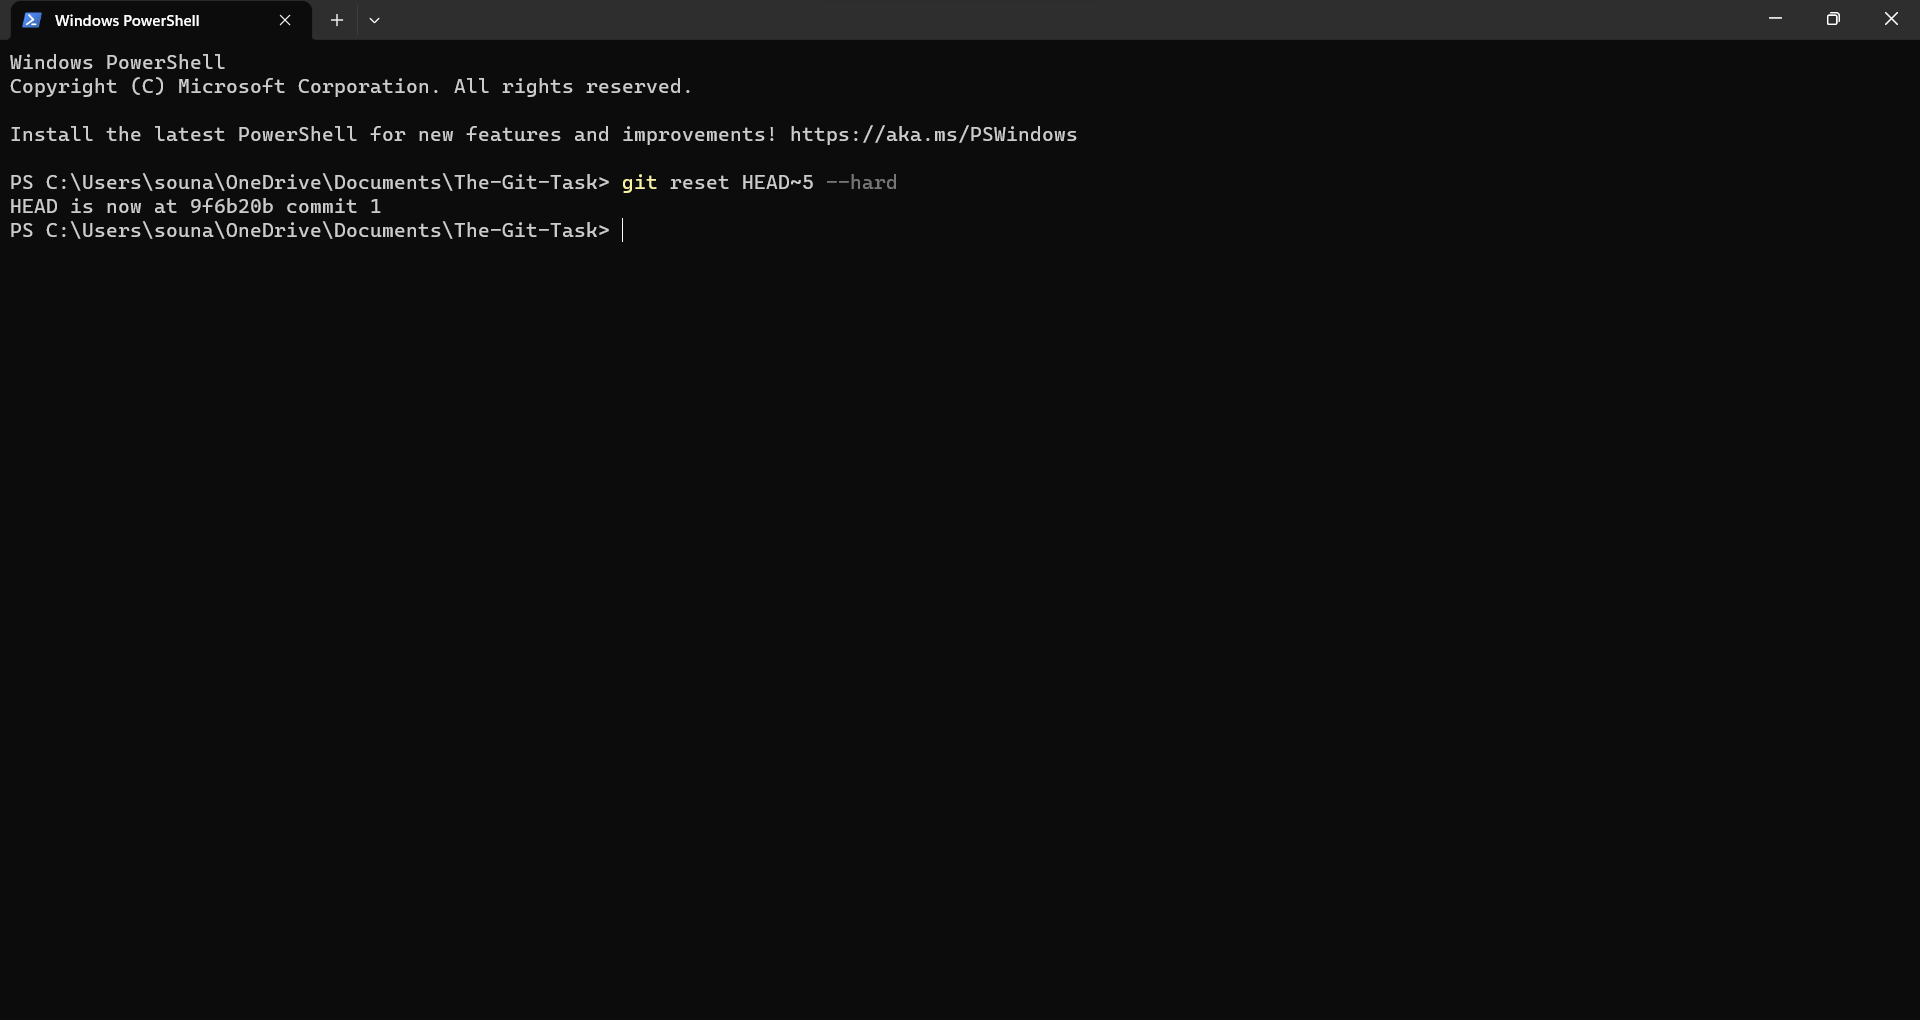 Windows PowerShell
Windows PowerShell
Copyright (C) Microsoft Corporation. All rights reserved.
Install the latest PowerShell for new features and improvements! https://aka.ms/PSWindows
PS C:\Users\souna\OneDrive\Documents\The-Git-Task> git reset HEAD~5 --hard
HEAD is now at 9f6b20b commit 1
PS C:\Users\souna\OneDrive\Documents\The-Git-Task>